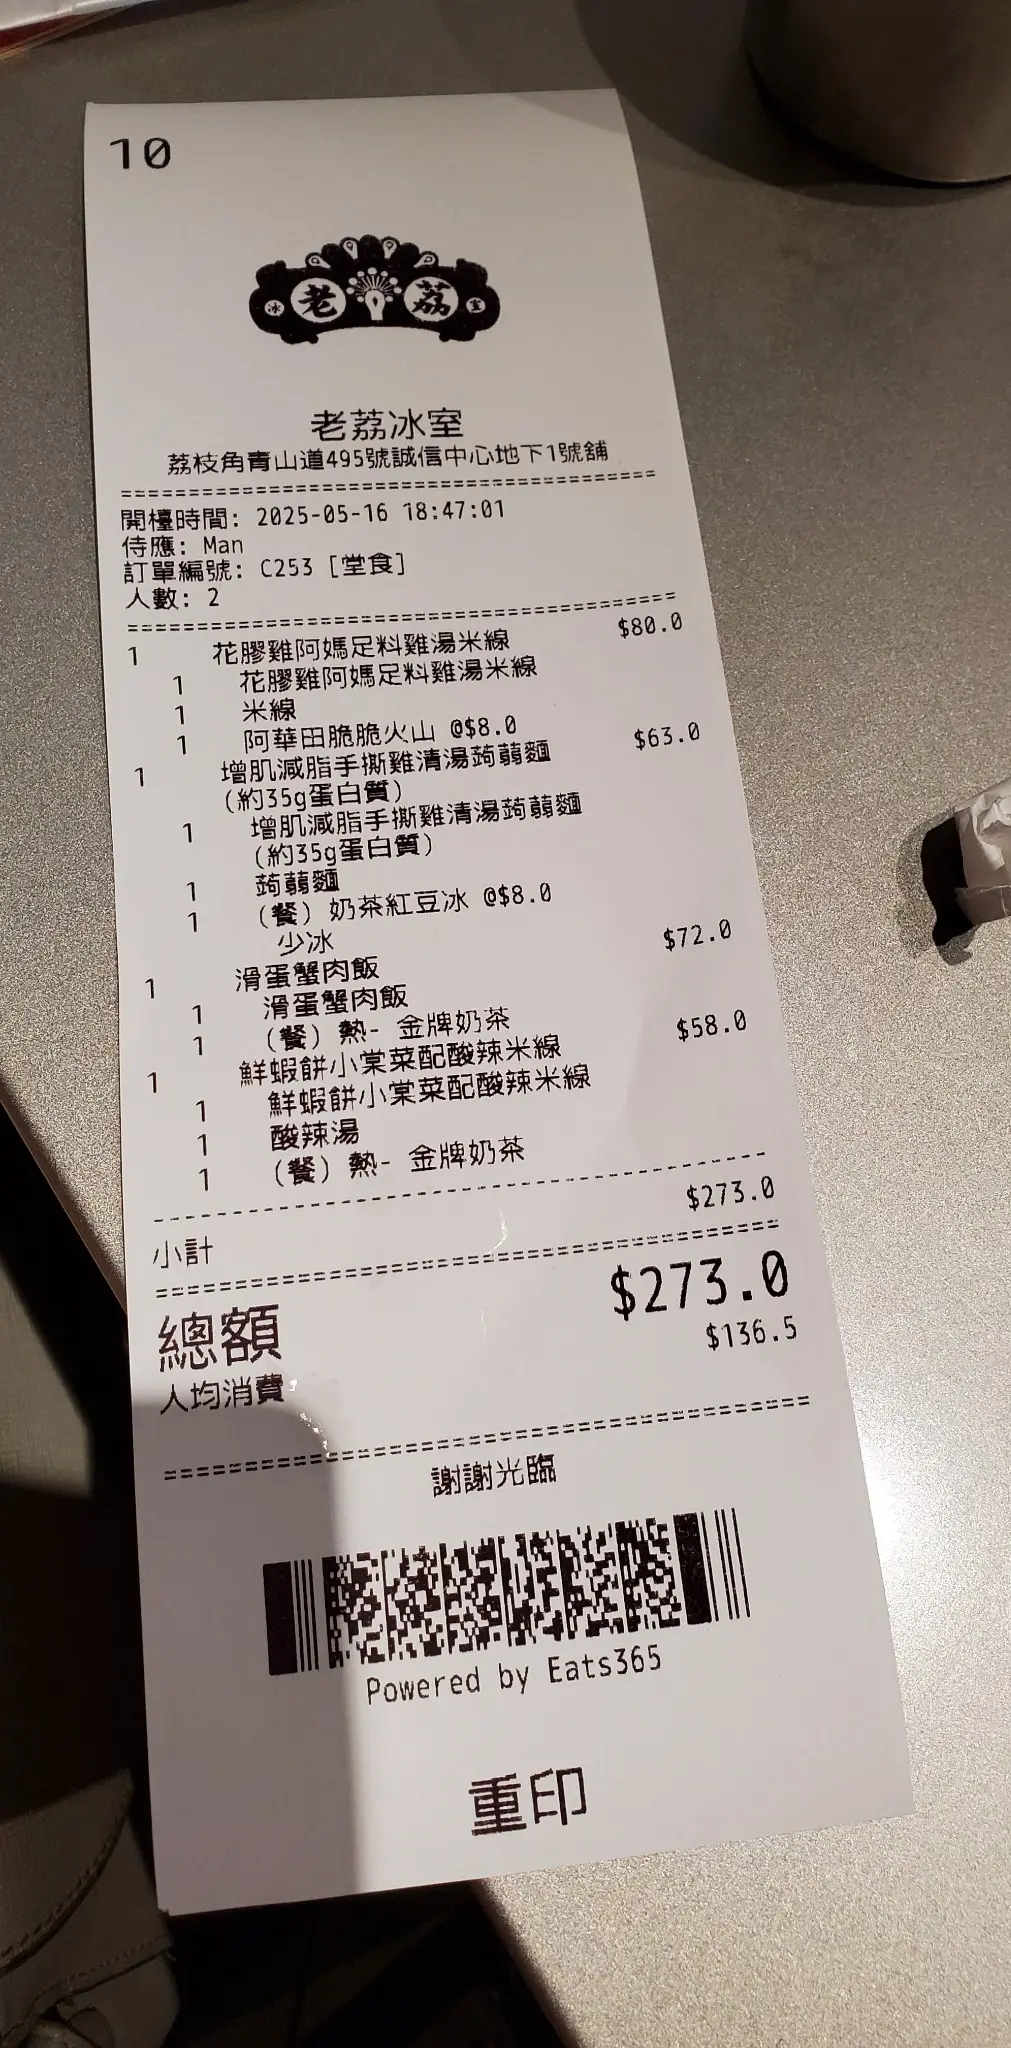 10
冰 老 荔 室
老荔冰室
荔枝角青山道495號誠信中心地下1號舖
開檯時間: 2025-05-16 18:47:01
侍應: Man
訂單編號: C253 [堂食]
人數: 2
1 花膠雞阿媽足料雞湯米線 $80.0
1 花膠雞阿媽足料雞湯米線
1 米線
1 阿華田脆脆火山 @$8.0
1 增肌減脂手撕雞清湯蒟蒻麵 $63.0
(約35g蛋白質)
1 增肌減脂手撕雞清湯蒟蒻麵
(約35g蛋白質)
1 蒟蒻麵
1 (餐) 奶茶紅豆冰 @$8.0
少冰
1 滑蛋蟹肉飯 $72.0
1 滑蛋蟹肉飯
1 (餐) 熱- 金牌奶茶
1 鮮蝦餅小棠菜配酸辣米線 $58.0
1 鮮蝦餅小棠菜配酸辣米線
1 酸辣湯
1 (餐) 熱- 金牌奶茶
小計 $273.0
總額 $273.0
人均消費 $136.5
謝謝光臨
Powered by Eats365
重印